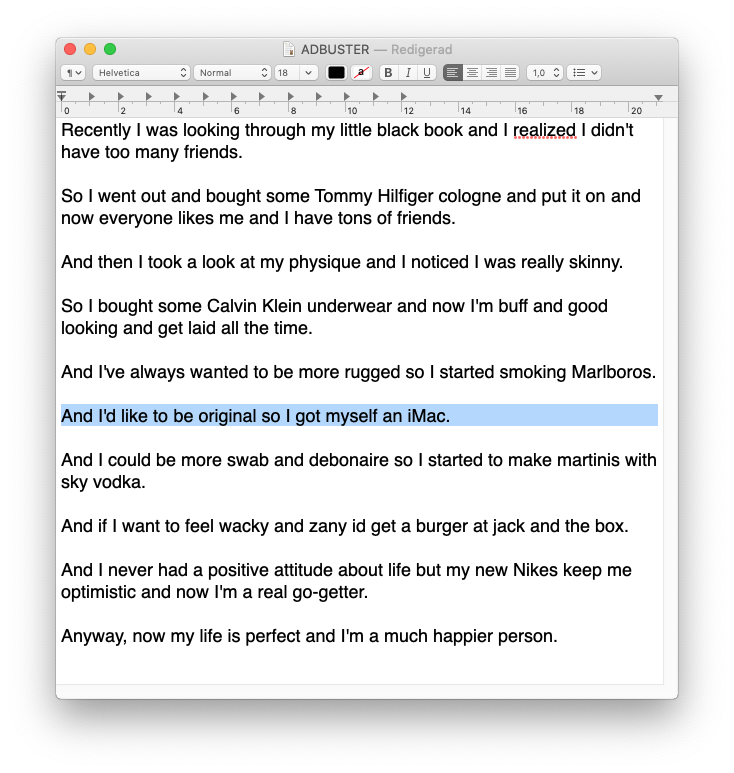 ADBUSTER — Redigerad
¶ Helvetica Normal 18 a B I U 1,0
0 2 4 6 8 10 12 14 16 18 20
Recently I was looking through my little black book and I realized I didn't
have too many friends.
So I went out and bought some Tommy Hilfiger cologne and put it on and
now everyone likes me and I have tons of friends.
And then I took a look at my physique and I noticed I was really skinny.
So I bought some Calvin Klein underwear and now I'm buff and good
looking and get laid all the time.
And I've always wanted to be more rugged so I started smoking Marlboros.
And I'd like to be original so I got myself an iMac.
And I could be more swab and debonaire so I started to make martinis with
sky vodka.
And if I want to feel wacky and zany id get a burger at jack and the box.
And I never had a positive attitude about life but my new Nikes keep me
optimistic and now I'm a real go-getter.
Anyway, now my life is perfect and I'm a much happier person.